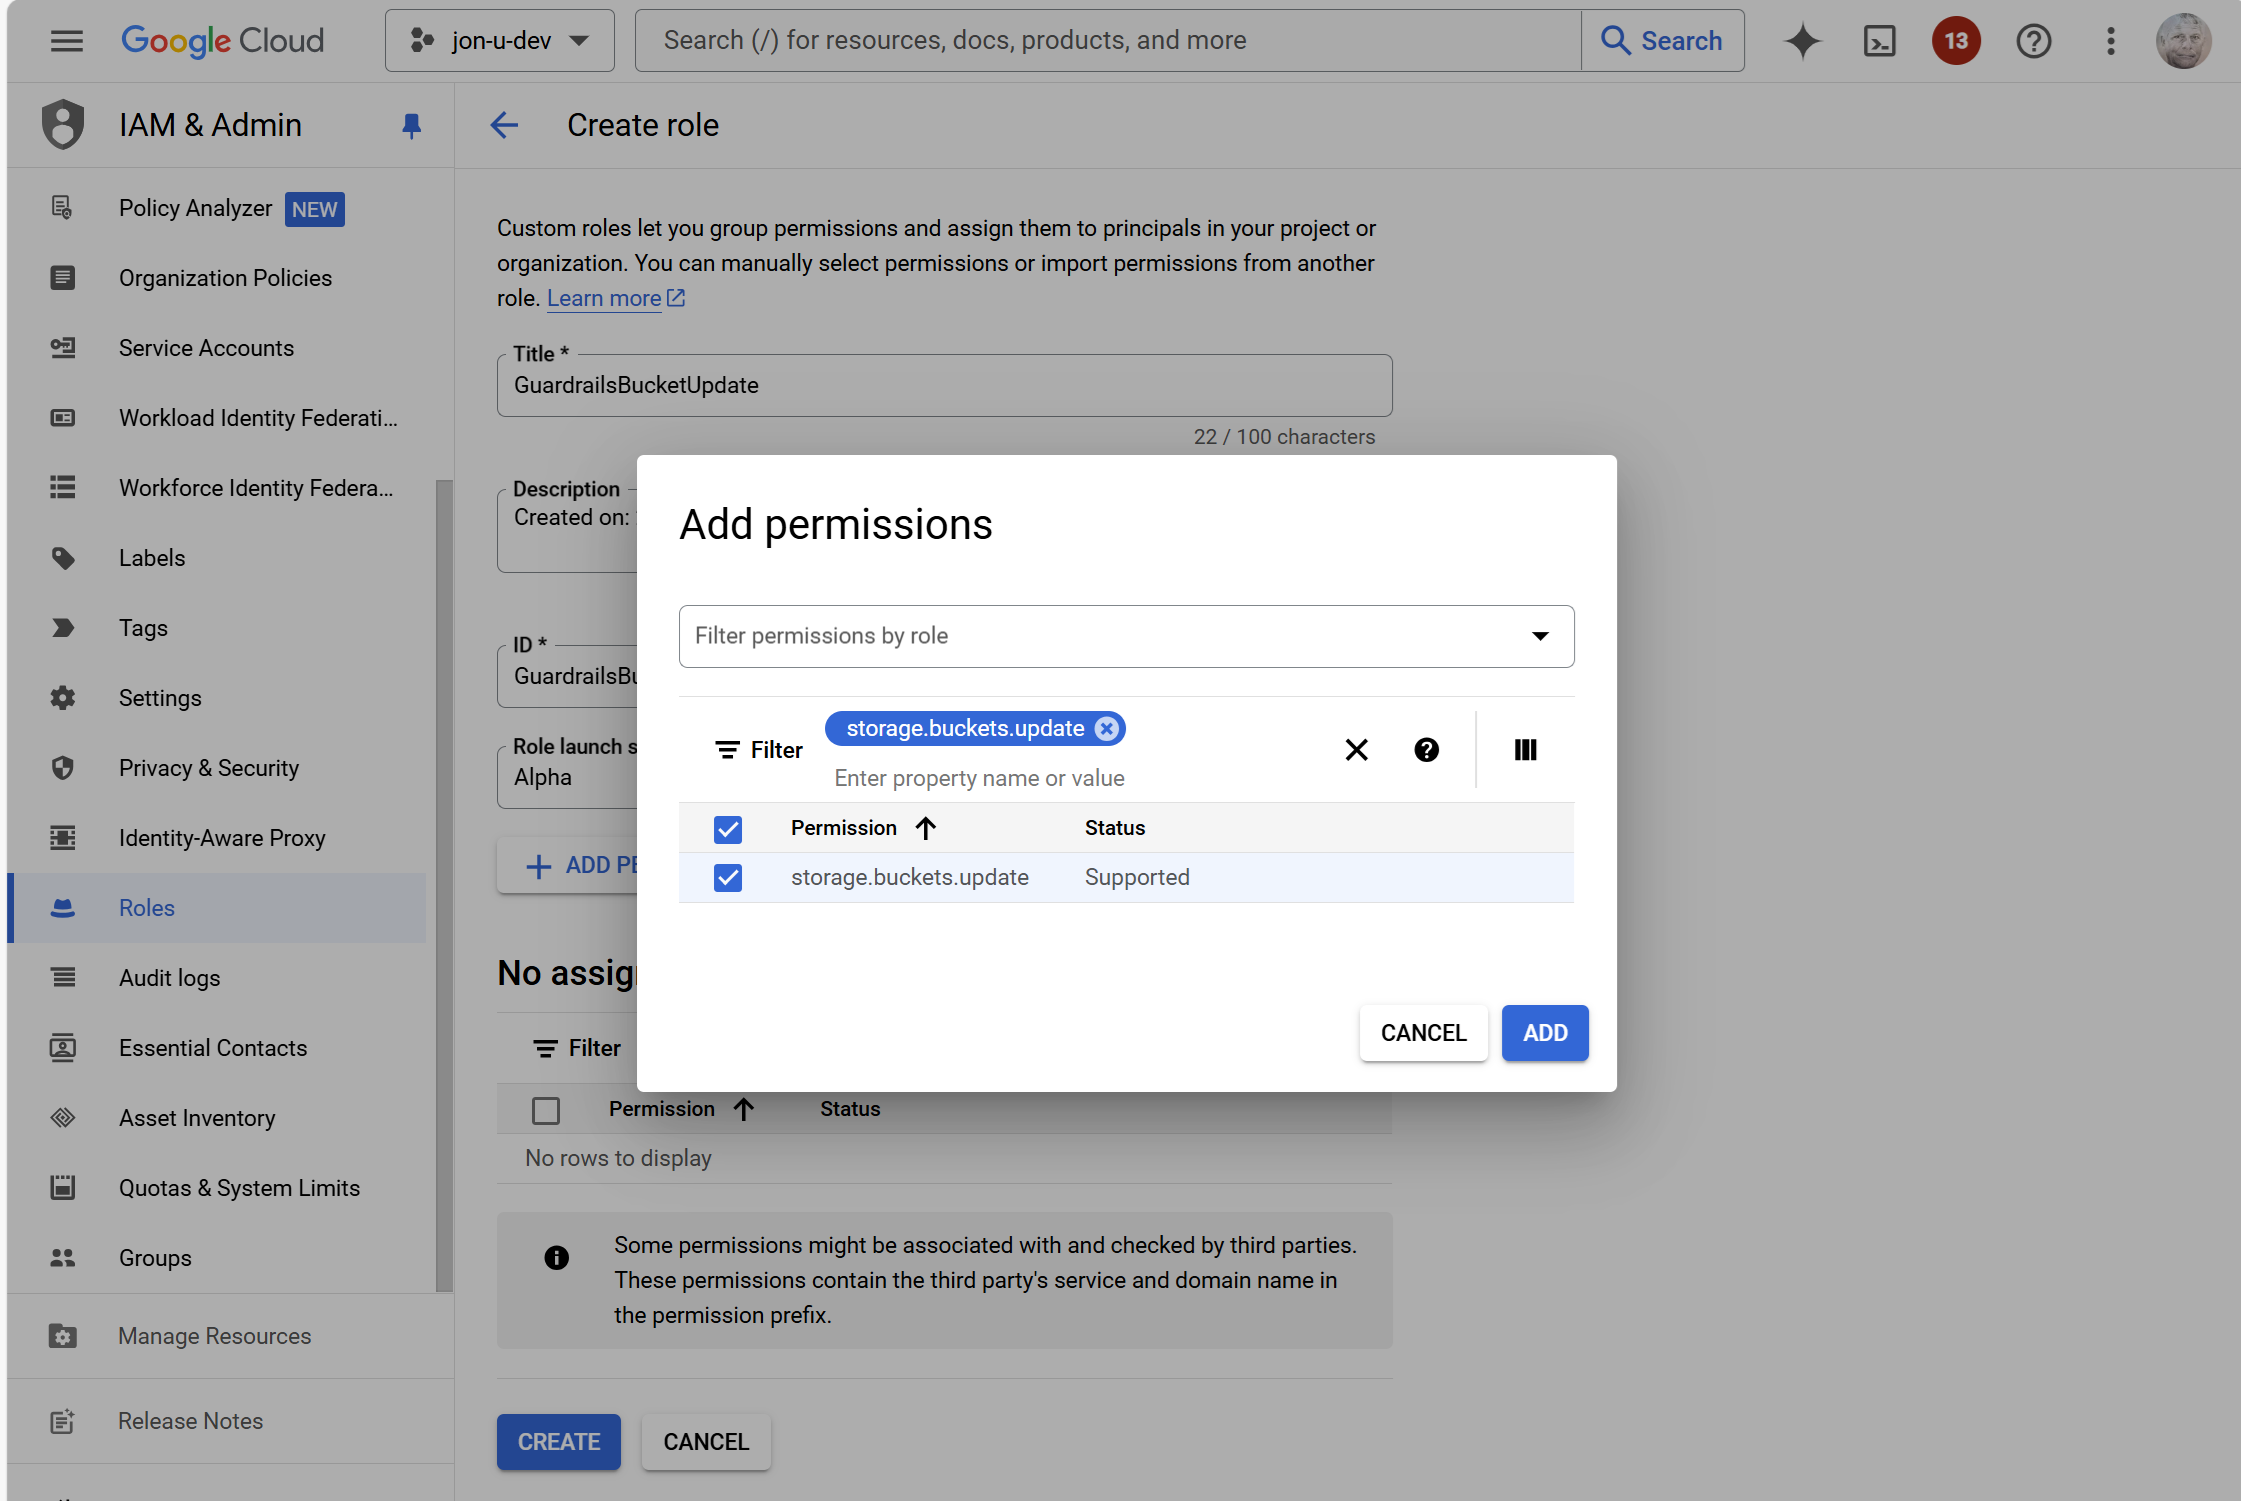 Google Cloud
jon-u-dev
Search (/) for resources, docs, products, and more
Search
13
IAM & Admin
Create role
Policy Analyzer NEW
Organization Policies
Service Accounts
Workload Identity Federati...
Workforce Identity Federa...
Labels
Tags
Settings
Privacy & Security
Identity-Aware Proxy
Roles
Audit logs
Essential Contacts
Asset Inventory
Quotas & System Limits
Groups
Manage Resources
Release Notes
Custom roles let you group permissions and assign them to principals in your project or
organization. You can manually select permissions or import permissions from another
role. Learn more
Title *
GuardrailsBucketUpdate
22 / 100 characters
Description
Created on:
ID *
GuardrailsBu
Role launch s
Alpha
ADD PE
No assig
Filter
Permission Status
No rows to display
Some permissions might be associated with and checked by third parties.
These permissions contain the third party's service and domain name in
the permission prefix.
CREATE CANCEL
Add permissions
Filter permissions by role
Filter
storage.buckets.update
Enter property name or value
Permission Status
storage.buckets.update Supported
CANCEL ADD